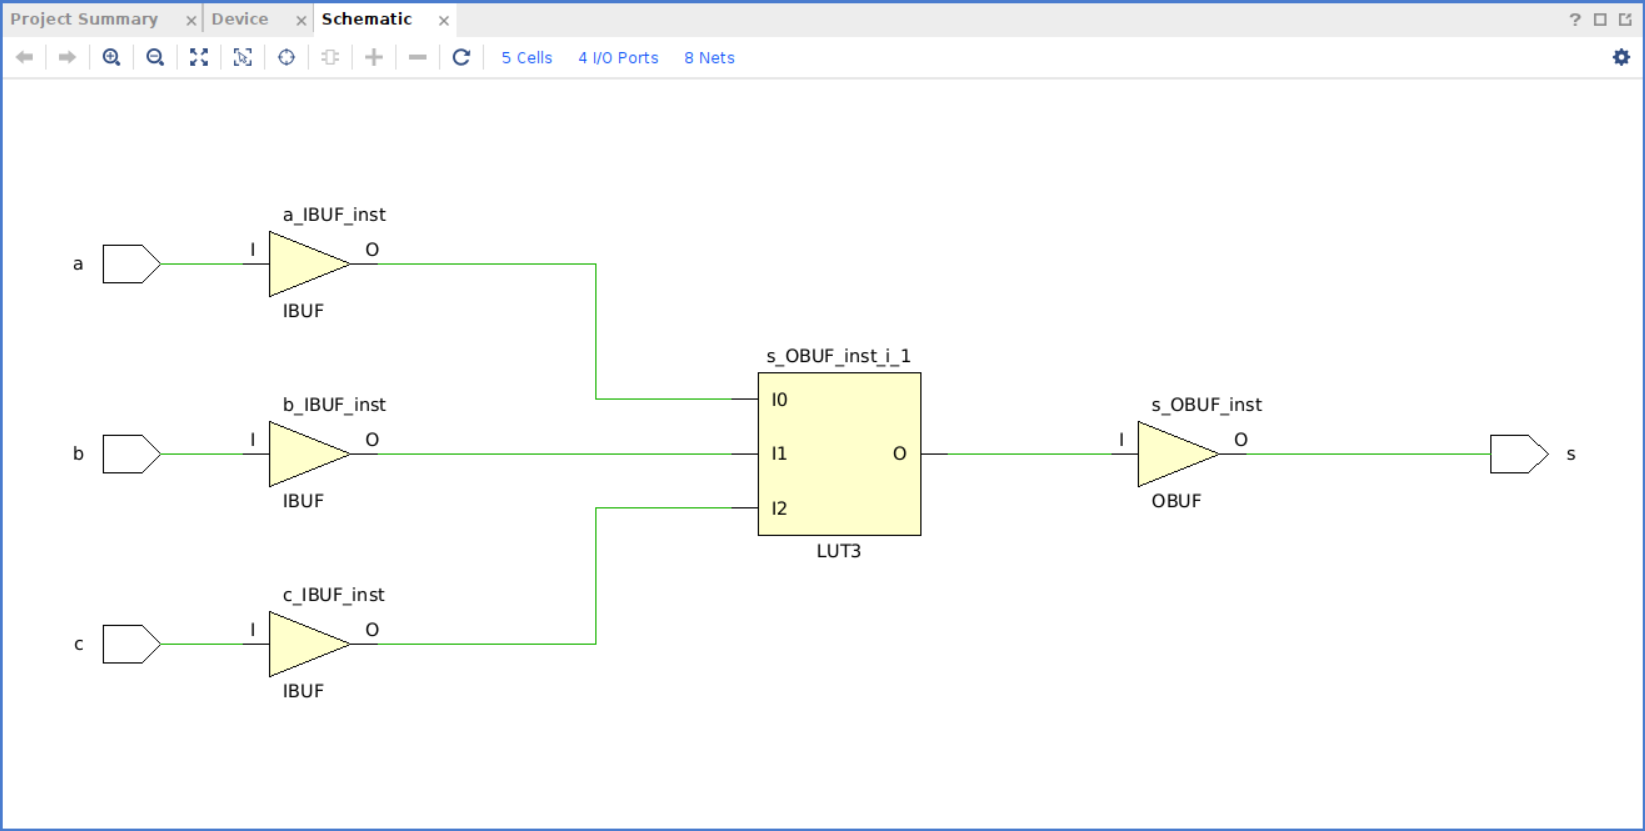 Project Summary × Device × Schematic ×
?
5 Cells 4 I/O Ports 8 Nets
a_IBUF_inst
a
I
O
IBUF
s_OBUF_inst_i_1
b_IBUF_inst
I0
s_OBUF_inst
b
I
O
I1
O
I
O
s
IBUF
I2
OBUF
LUT3
c_IBUF_inst
c
I
O
IBUF